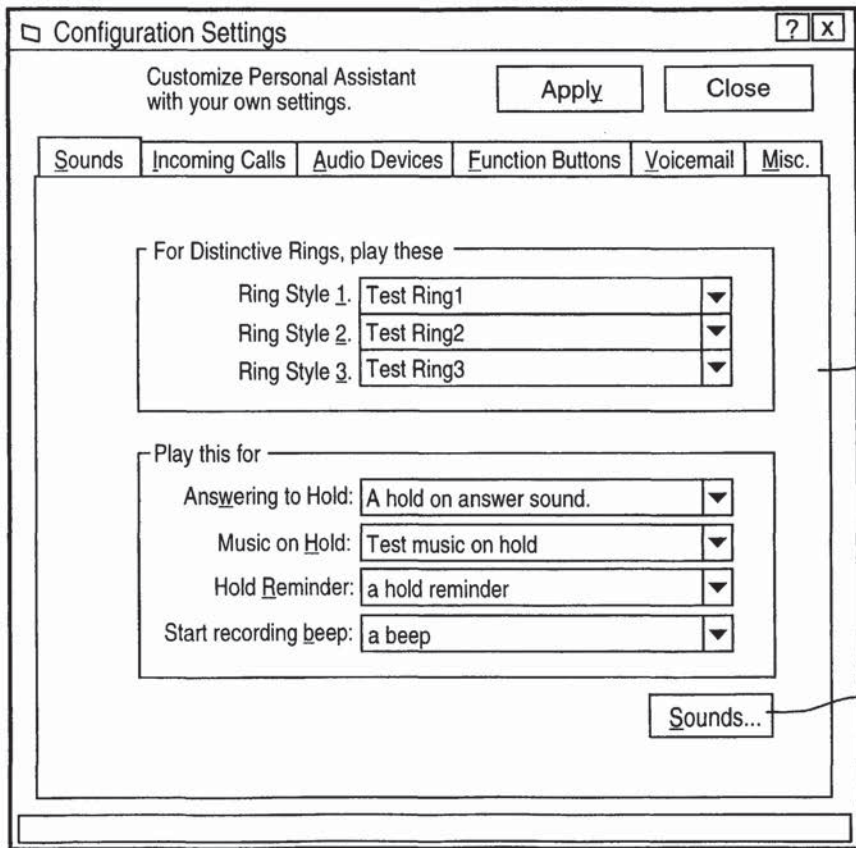 Configuration Settings ? X
Customize Personal Assistant
with your own settings.
Apply Close
Sounds Incoming Calls Audio Devices Function Buttons Voicemail Misc.
For Distinctive Rings, play these
Ring Style 1. Test Ring1
Ring Style 2. Test Ring2
Ring Style 3. Test Ring3
Play this for
Answering to Hold: A hold on answer sound.
Music on Hold: Test music on hold
Hold Reminder: a hold reminder
Start recording beep: a beep
Sounds...